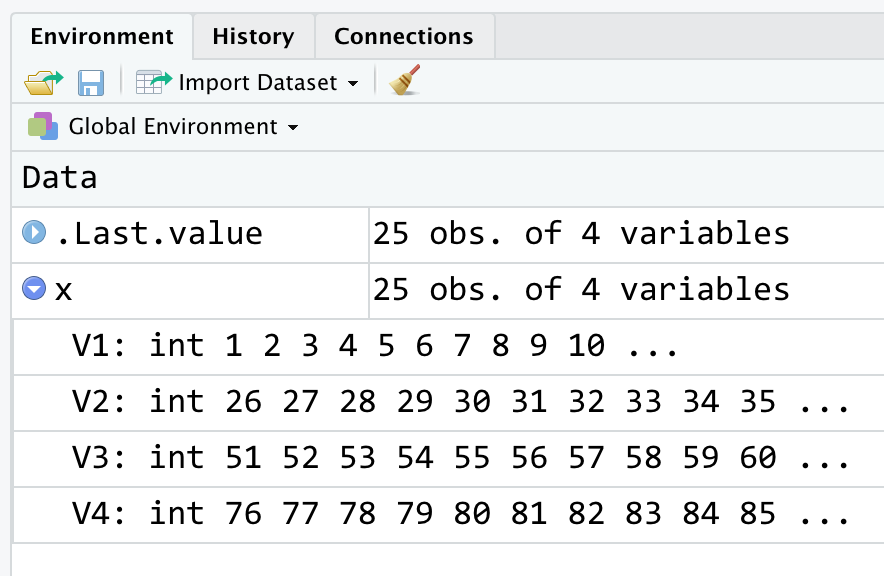 Environment History Connections
Import Dataset
Global Environment
Data
.Last.value 25 obs. of 4 variables
x 25 obs. of 4 variables
V1: int 1 2 3 4 5 6 7 8 9 10 ...
V2: int 26 27 28 29 30 31 32 33 34 35 ...
V3: int 51 52 53 54 55 56 57 58 59 60 ...
V4: int 76 77 78 79 80 81 82 83 84 85 ...